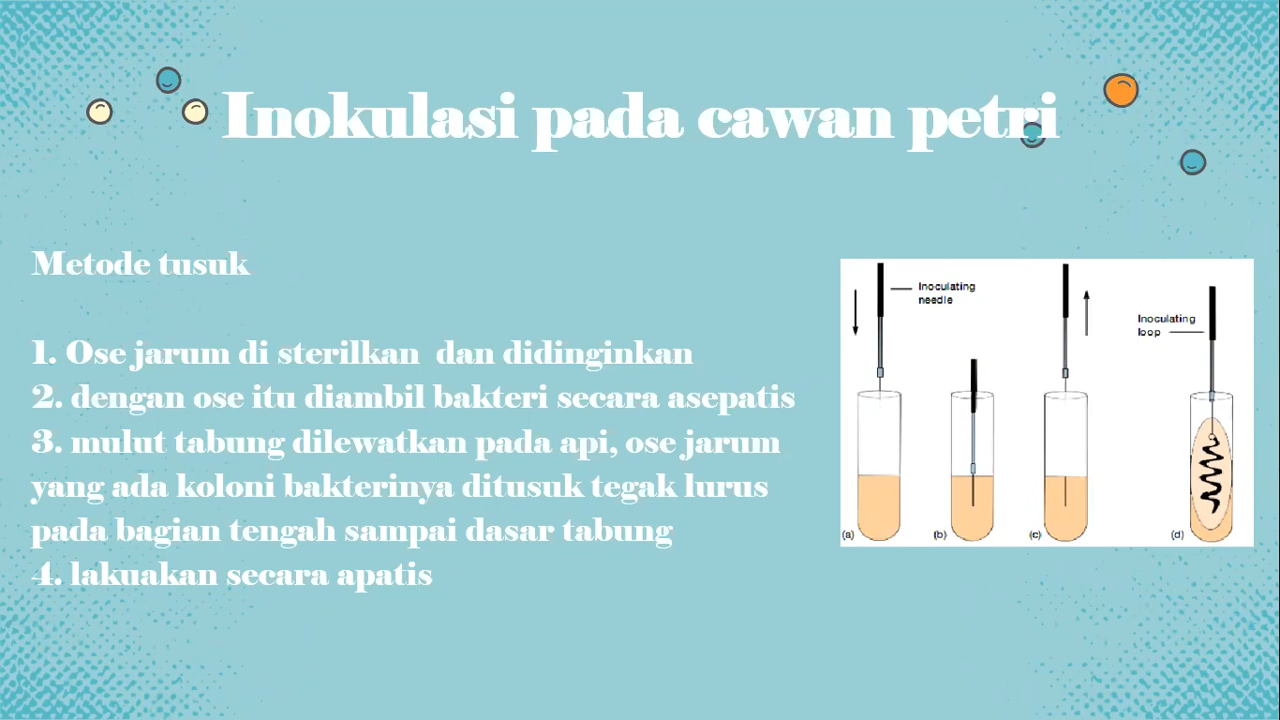 Inokulasi pada cawan petri
Metode tusuk
1. Ose jarum di sterilkan  dan didinginkan
2. dengan ose itu diambil bakteri secara asepatis
3. mulut tabung dilewatkan pada api, ose jarum
yang ada koloni bakterinya ditusuk tegak lurus
pada bagian tengah sampai dasar tabung
4. lakuakan secara apatis
Inoculating
needle
Inoculating
loop
(a)
(b)
(c)
(d)